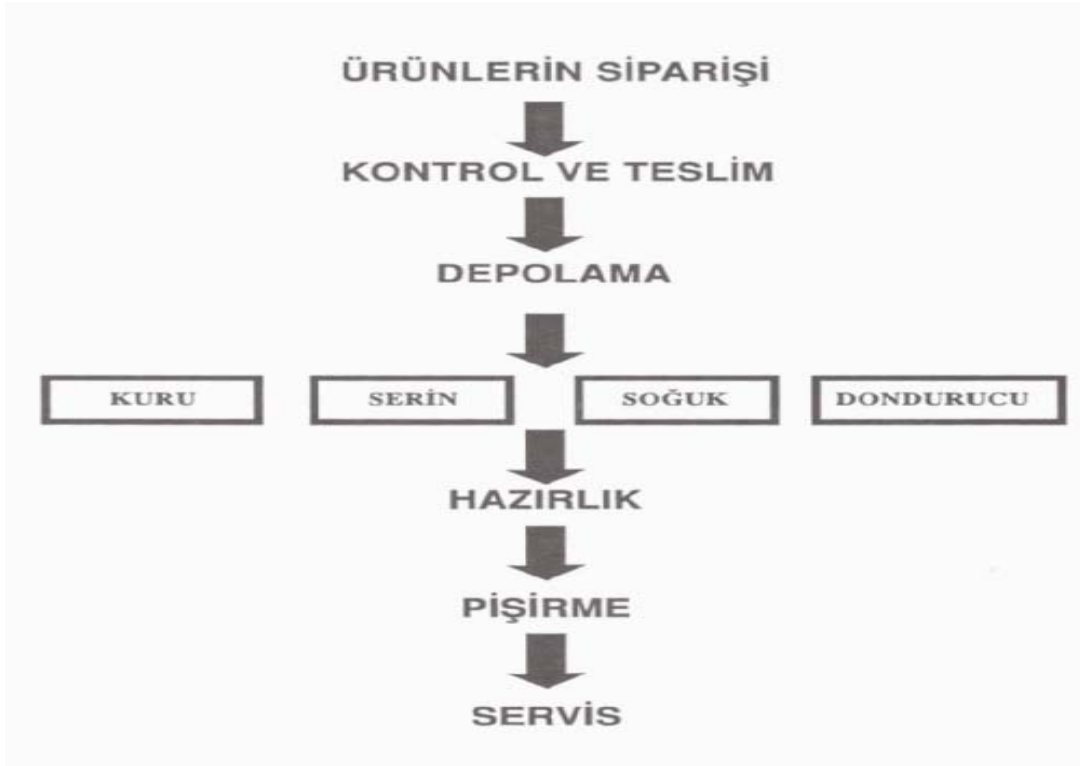 ÜRÜNLERİN SİPARİŞİ
KONTROL VE TESLİM
DEPOLAMA
KURU SERİN SOĞUK DONDURUCU
HAZIRLIK
PİŞİRME
SERVİS